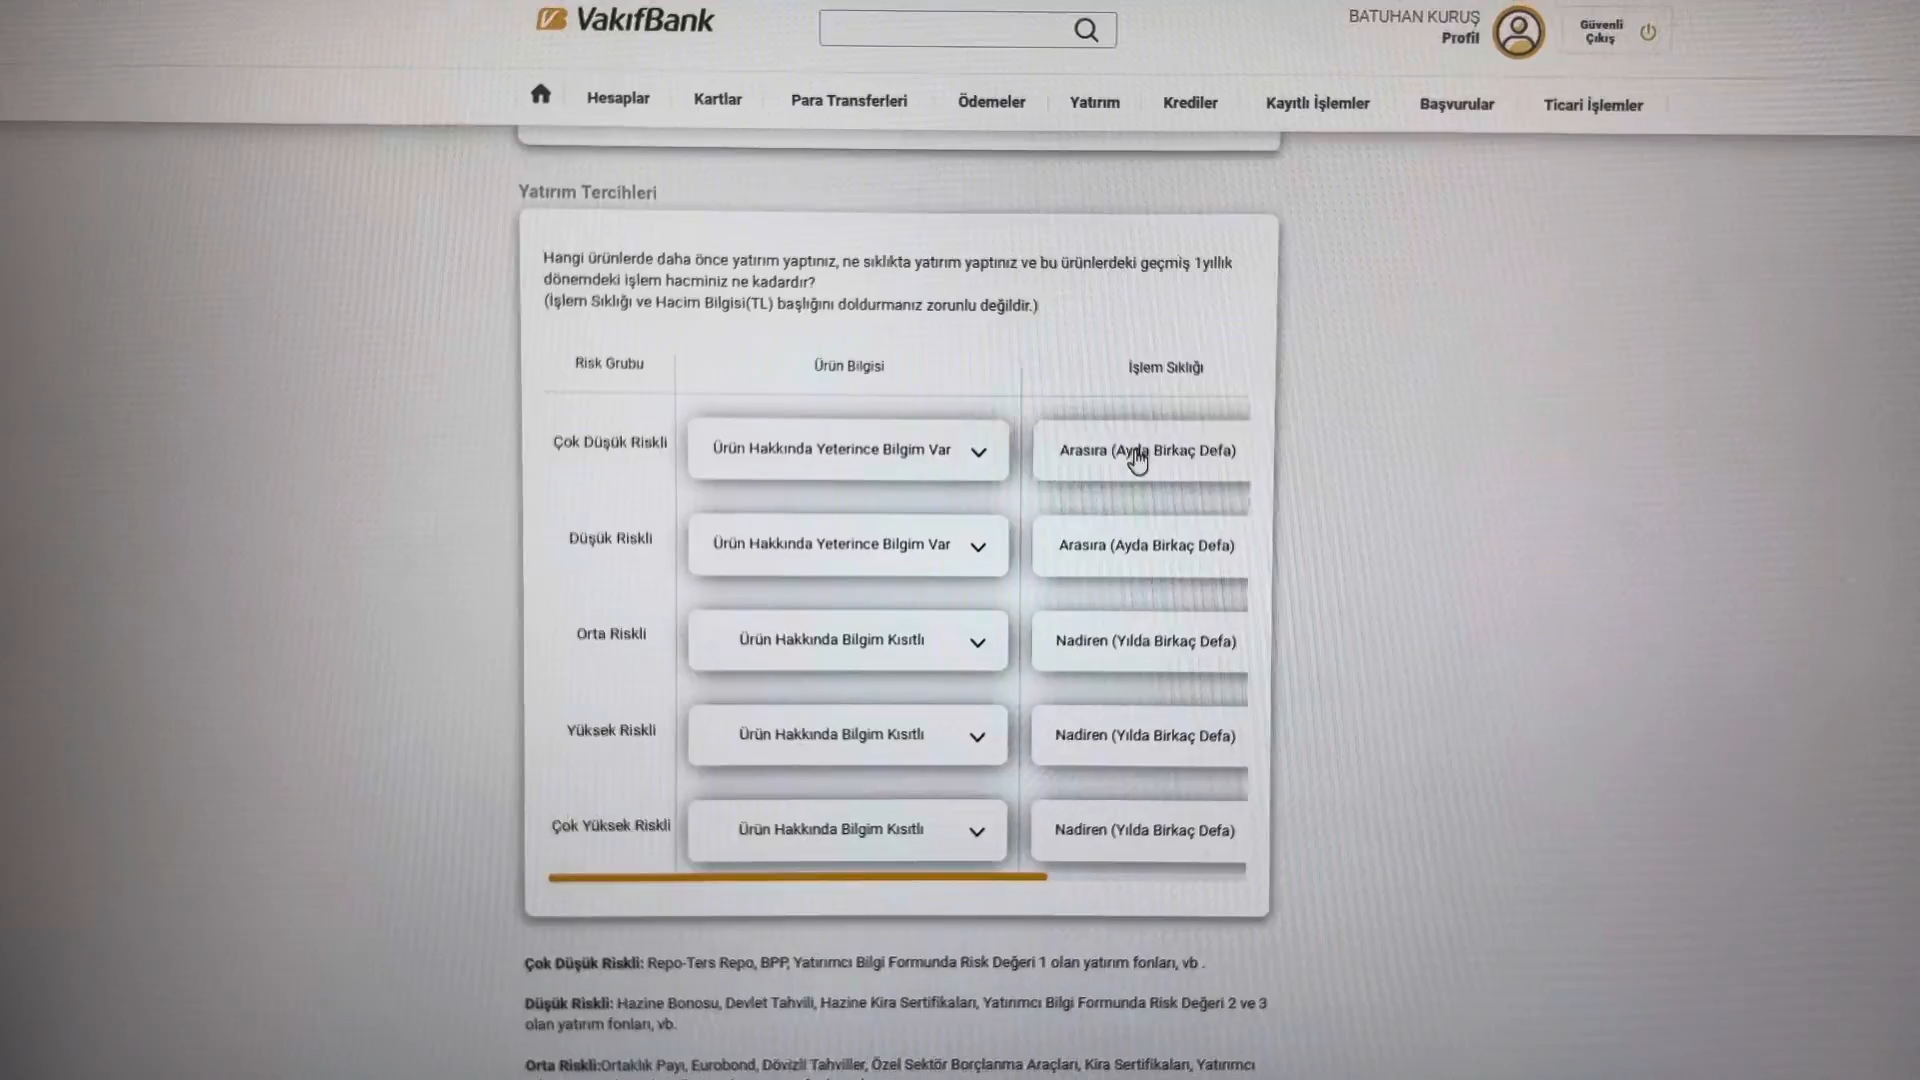 VakıfBank
BATUHAN KURUŞ
Profil
Güvenli
Çıkış
Hesaplar
Kartlar
Para Transferleri
Ödemeler
Yatırım
Krediler
Kayıtlı İşlemler
Başvurular
Ticari İşlemler
Yatırım Tercihleri
Hangi ürünlerde daha önce yatırım yaptınız, ne sıklıkta yatırım yaptınız ve bu ürünlerdeki geçmiş 1yıllık
dönemdeki işlem hacminiz ne kadardır?
(İşlem Sıklığı ve Hacim Bilgisi(TL) başlığını doldurmanız zorunlu değildir.)
Risk Grubu
Ürün Bilgisi
İşlem Sıklığı
Çok Düşük Riskli
Ürün Hakkında Yeterince Bilgim Var
Arasıra (Ayda Birkaç Defa)
Düşük Riskli
Ürün Hakkında Yeterince Bilgim Var
Arasıra (Ayda Birkaç Defa)
Orta Riskli
Ürün Hakkında Bilgim Kısıtlı
Nadiren (Yılda Birkaç Defa)
Yüksek Riskli
Ürün Hakkında Bilgim Kısıtlı
Nadiren (Yılda Birkaç Defa)
Çok Yüksek Riskli
Ürün Hakkında Bilgim Kısıtlı
Nadiren (Yılda Birkaç Defa)
Çok Düşük Riskli: Repo-Ters Repo, BPP, Yatırımcı Bilgi Formunda Risk Değeri 1 olan yatırım fonları, vb .
Düşük Riskli: Hazine Bonosu, Devlet Tahvili, Hazine Kira Sertifikaları, Yatırımcı Bilgi Formunda Risk Değeri 2 ve 3
olan yatırım fonları, vb.
Orta Riskli:Ortaklık Payı, Eurobond, Dövizli Tahviller, Özel Sektör Borçlanma Araçları, Kira Sertifikaları, Yatırımcı